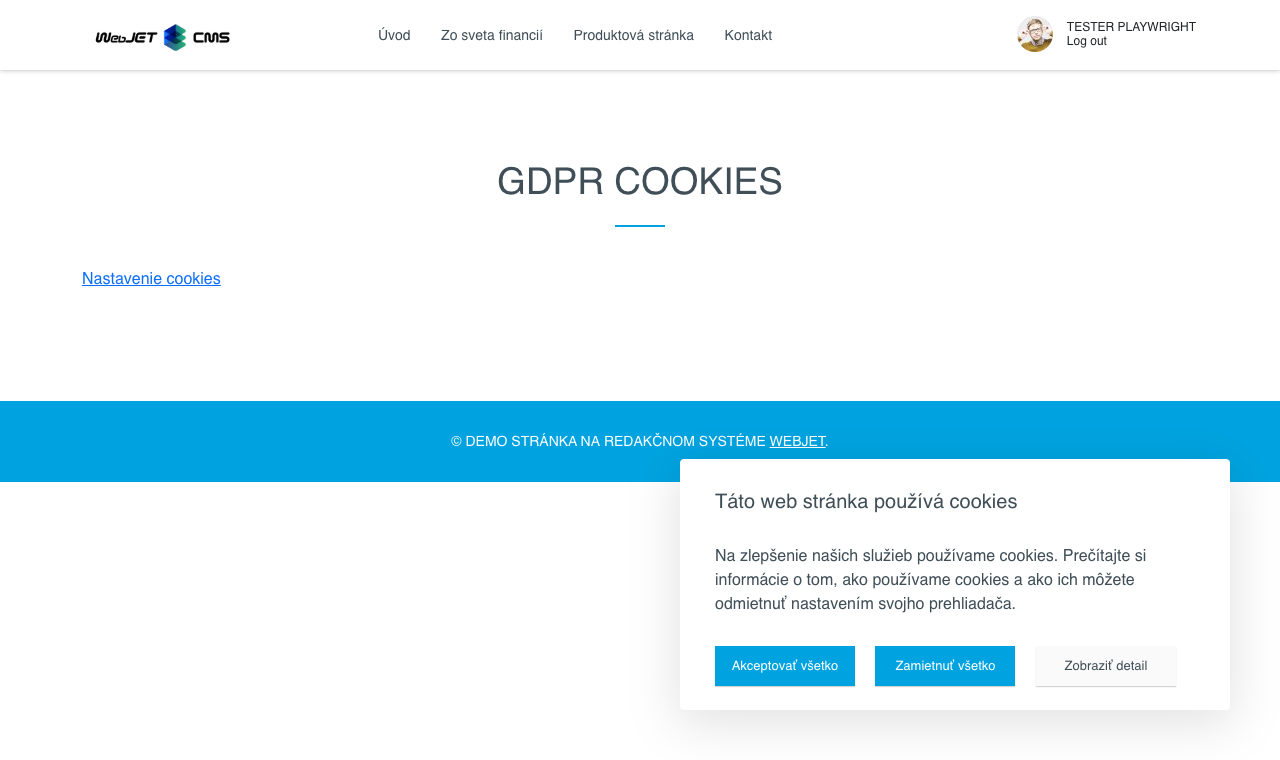 WebJET CMS
Úvod
Zo sveta financií
Produktová stránka
Kontakt
TESTER PLAYWRIGHT
Log out
GDPR COOKIES
Nastavenie cookies
© DEMO STRÁNKA NA REDAKČNOM SYSTÉME WEBJET.
Táto web stránka používá cookies
Na zlepšenie našich služieb používame cookies. Prečítajte si
informácie o tom, ako používame cookies a ako ich môžete
odmietnuť nastavením svojho prehliadača.
Akceptovať všetko
Zamietnuť všetko
Zobraziť detail